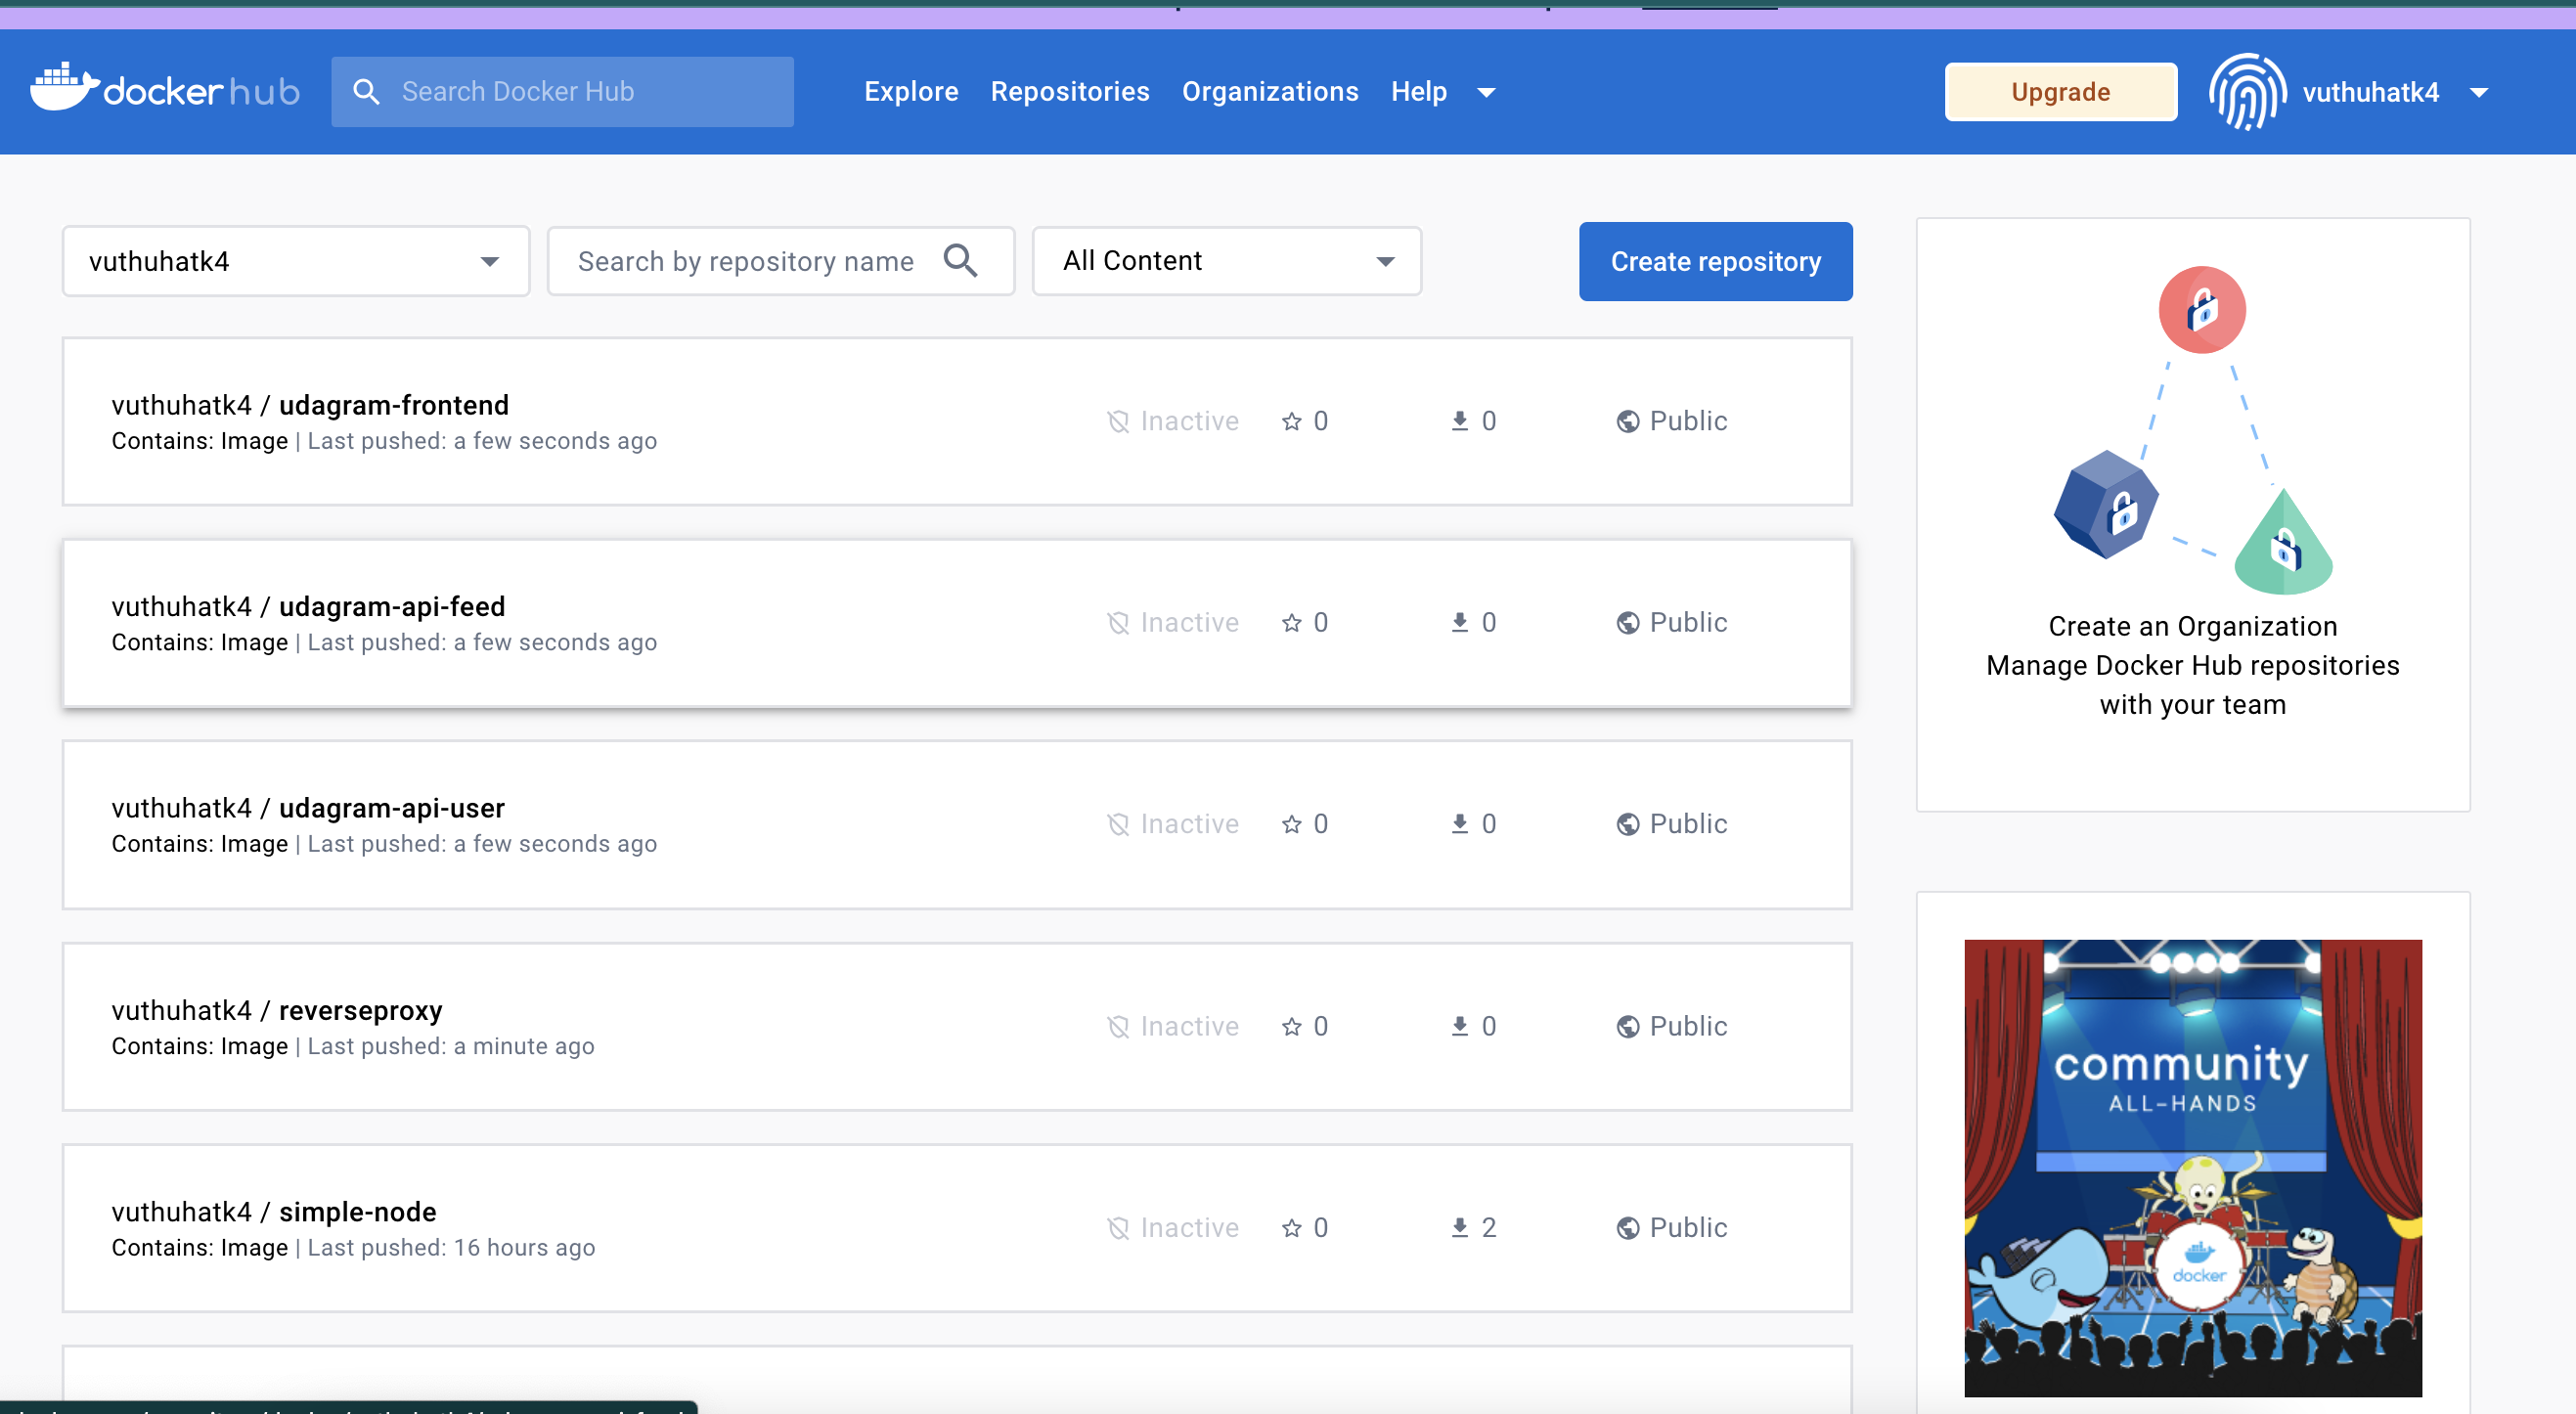 docker hub
Search Docker Hub
Explore
Repositories
Organizations
Help
Upgrade
vuthuhatk4
vuthuhatk4
Search by repository name
All Content
Create repository
vuthuhatk4 / udagram-frontend
Contains: Image | Last pushed: a few seconds ago
Inactive
0
0
Public
vuthuhatk4 / udagram-api-feed
Contains: Image | Last pushed: a few seconds ago
Inactive
0
0
Public
vuthuhatk4 / udagram-api-user
Contains: Image | Last pushed: a few seconds ago
Inactive
0
0
Public
vuthuhatk4 / reverseproxy
Contains: Image | Last pushed: a minute ago
Inactive
0
0
Public
vuthuhatk4 / simple-node
Contains: Image | Last pushed: 16 hours ago
Inactive
0
2
Public
Create an Organization
Manage Docker Hub repositories
with your team
community
ALL-HANDS
docker